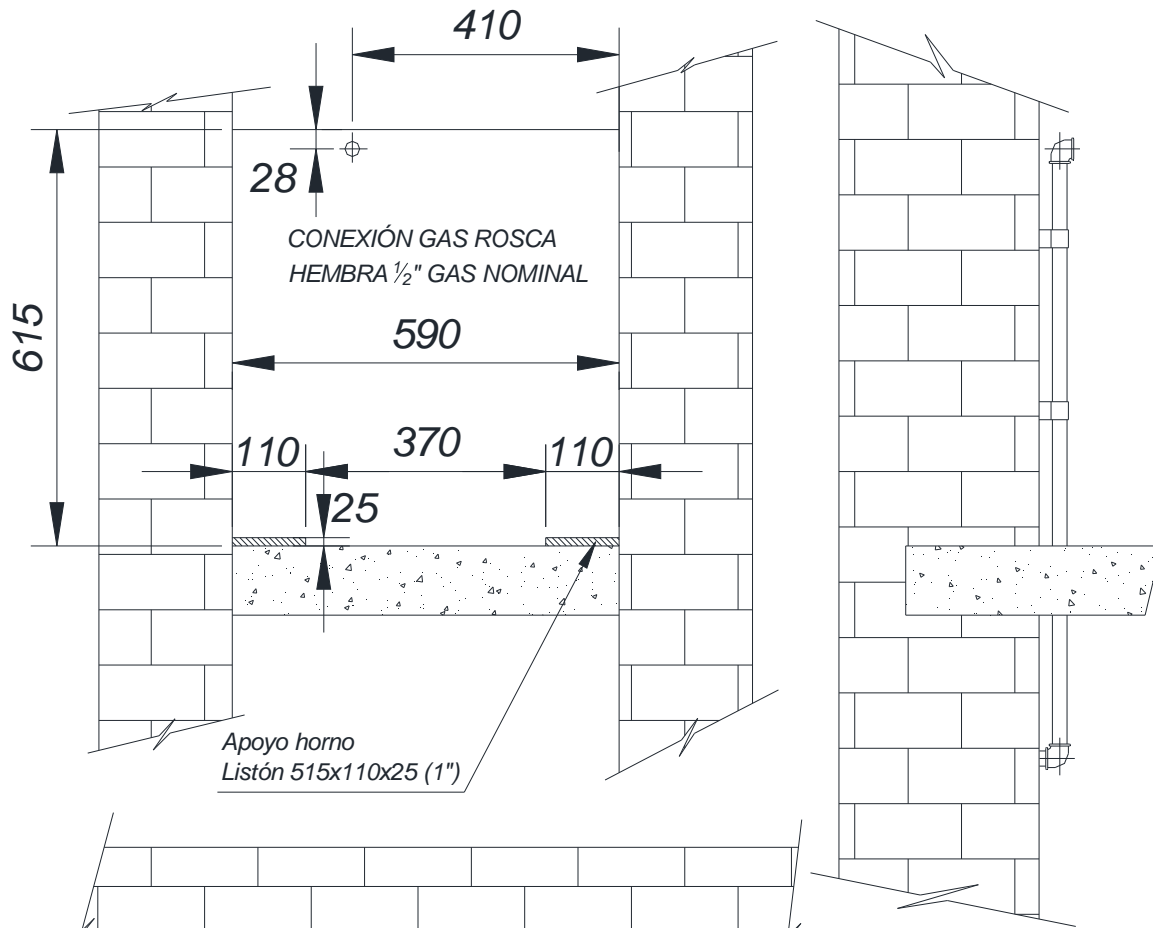 410
28
CONEXIÓN GAS ROSCA
HEMBRA ½" GAS NOMINAL
615
590
110
370
110
25
Apoyo horno
Listón 515x110x25 (1")